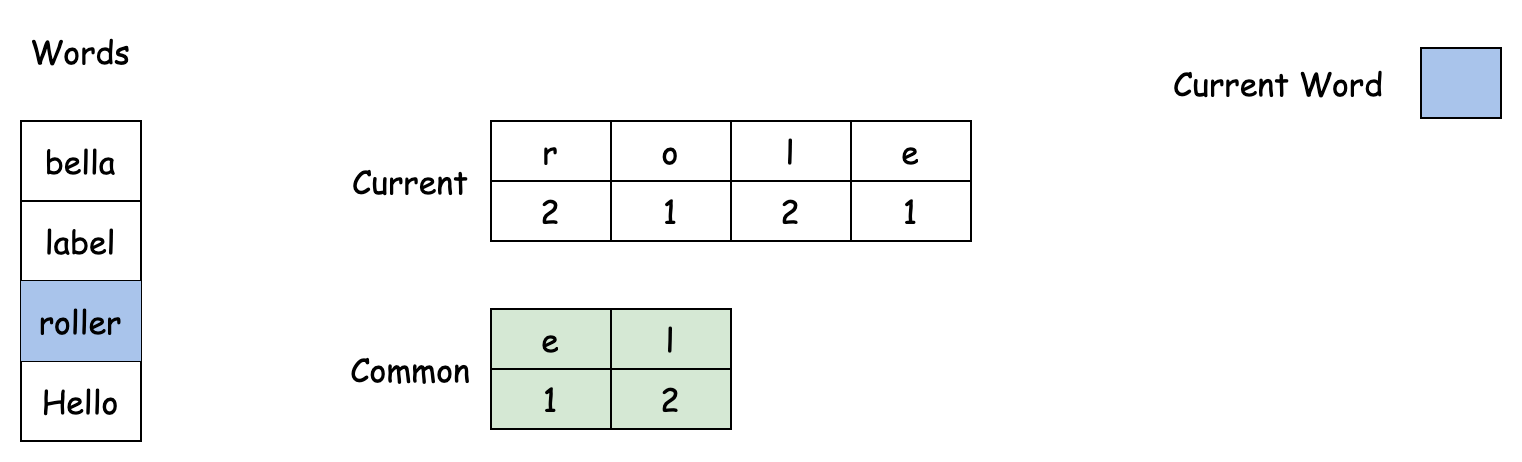 Words
Current Word
bella
label
roller
Hello
Current
r o l e
2 1 2 1
Common
e l
1 2